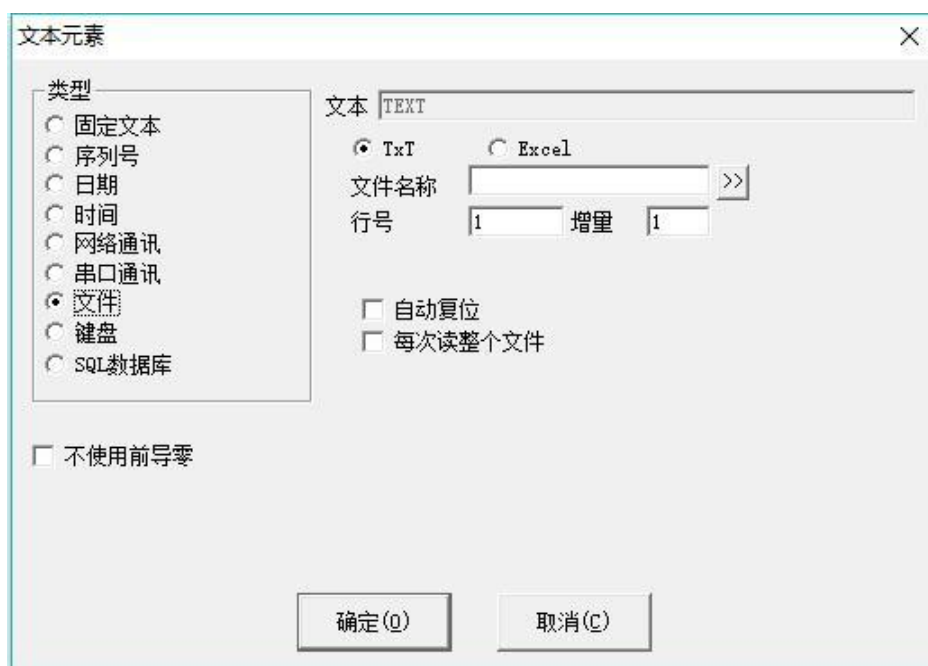 文本元素
类型
固定文本
序列号
日期
时间
网络通讯
串口通讯
文件
键盘
SQL数据库
文本 TEXT
TxT Excel
文件名称 >>
行号 1 增量 1
自动复位
每次读整个文件
不使用前导零
确定(O) 取消(C)